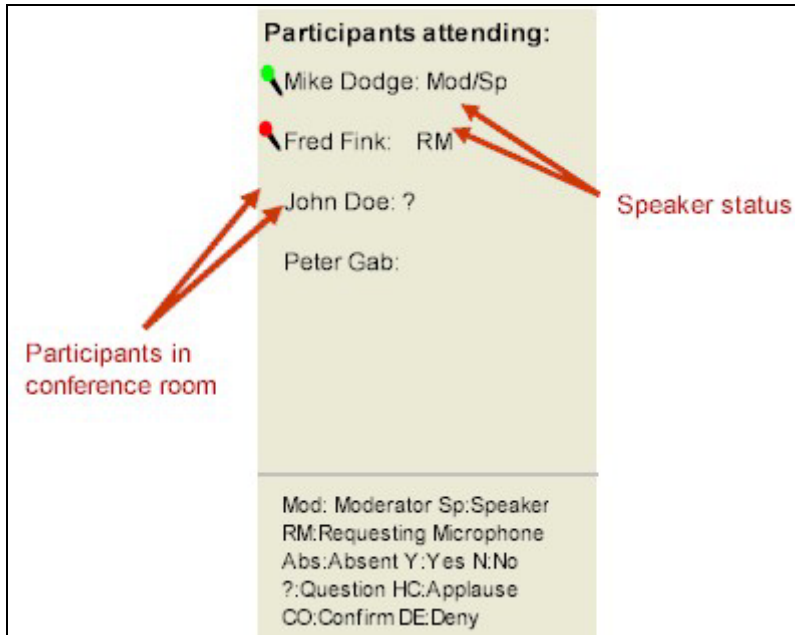 Participants attending:
Mike Dodge: Mod/Sp
Fred Fink: RM
John Doe: ?
Peter Gab:
Speaker status
Participants in
conference room
Mod: Moderator Sp:Speaker
RM:Requesting Microphone
Abs:Absent Y:Yes N:No
?:Question HC:Applause
CO:Confirm DE:Deny